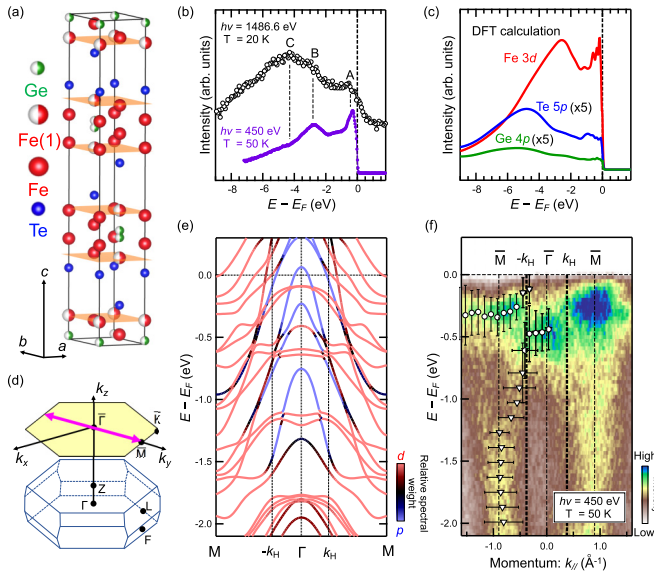 (a)
Ge
Fe(1)
Fe
Te
c
b
a
(b)
hν = 1486.6 eV
T = 20 K
C
B
A
hν = 450 eV
T = 50 K
Intensity (arb. units)
-8 -6 -4 -2 0
E − E_F (eV)
(c)
DFT calculation
Fe 3d
Te 5p (x5)
Ge 4p (x5)
Intensity (arb. units)
-8 -6 -4 -2 0
E − E_F (eV)
(d)
k_z
Γ̅
K̅
M̅
k_x
k_y
Z
Γ
L
F
(e)
0.0
-0.5
-1.0
-1.5
-2.0
E − E_F (eV)
M -k_H Γ k_H M
d
p
Relative spectral
weight
(f)
M̅ -k_H Γ̅ k_H M̅
0.0
-0.5
-1.0
-1.5
-2.0
E − E_F (eV)
hν = 450 eV
T = 50 K
High
Low
-1.0 0.0 1.0
Momentum: k_// (Å⁻¹)